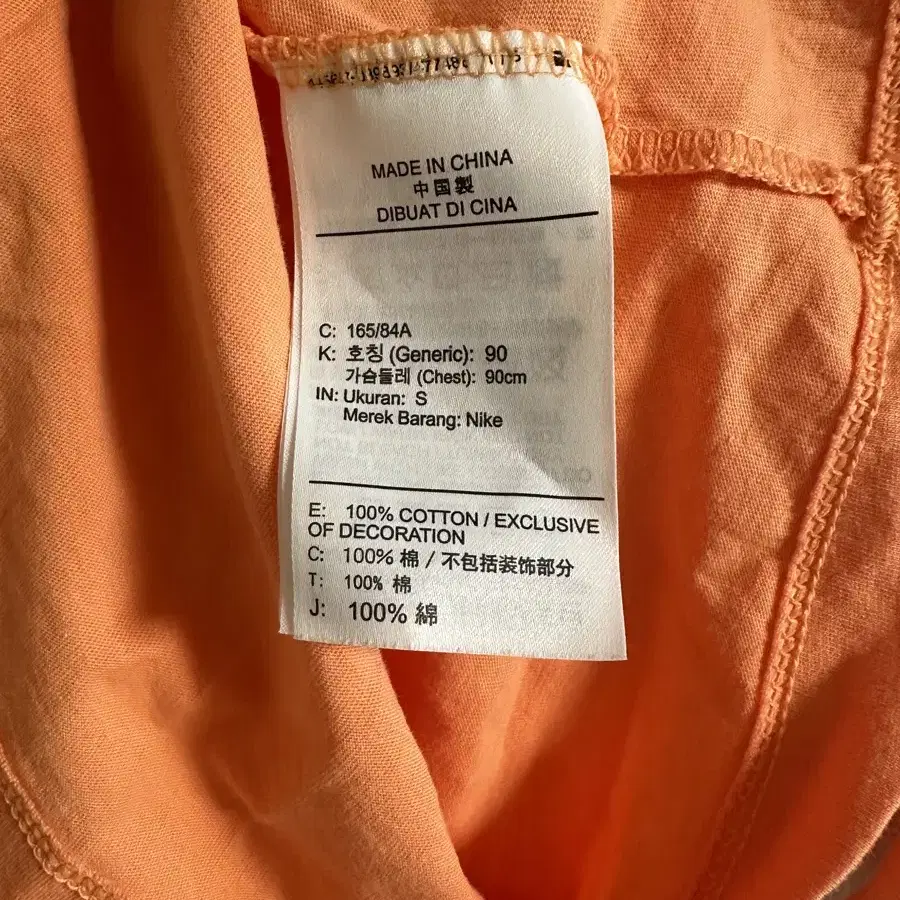 MADE IN CHINA
中国製
DIBUAT DI CINA
C: 165/84A
K: 호칭 (Generic): 90
가슴둘레 (Chest): 90cm
IN: Ukuran: S
Merek Barang: Nike
E: 100% COTTON / EXCLUSIVE
OF DECORATION
C: 100% 棉 / 不包括装饰部分
T: 100% 棉
J: 100% 綿